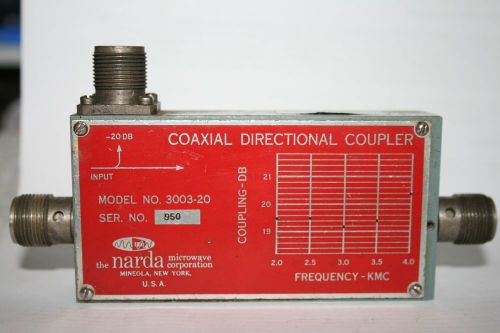 COAXIAL DIRECTIONAL COUPLER
-20 DB
INPUT
MODEL NO. 3003-20
SER. NO. 950
the narda microwave corporation
MINEOLA, NEW YORK,
U.S.A.
COUPLING-DB
21
20
19
2.0 2.5 3.0 3.5 4.0
FREQUENCY-KMC